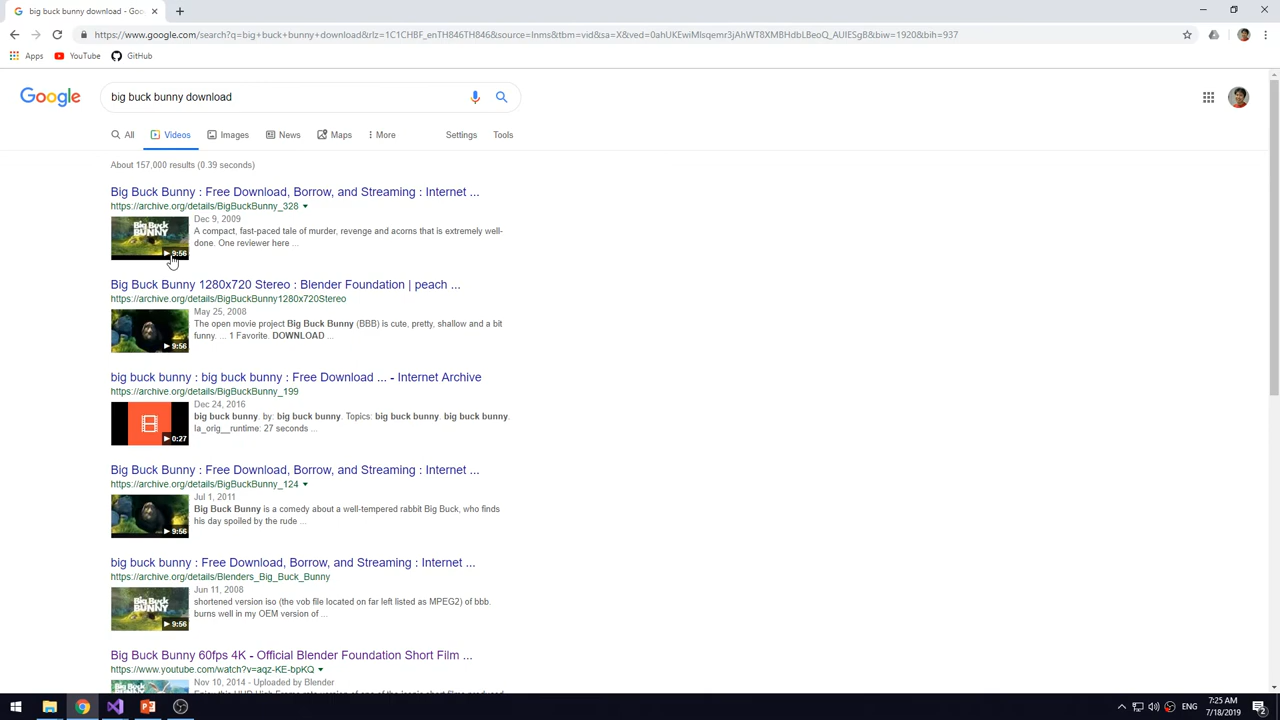 big buck bunny download - Goo
https://www.google.com/search?q=big+buck+bunny+download&rlz=1C1CHBF_enTH846TH846&source=lnms&tbm=vid&sa=X&ved=0ahUKEwiMlsqemr3jAhWT8XMBHdbLBeoQ_AUIESgB&biw=1920&bih=937
Apps YouTube GitHub
Google big buck bunny download
All Videos Images News Maps More Settings Tools
About 157,000 results (0.39 seconds)
Big Buck Bunny : Free Download, Borrow, and Streaming : Internet ...
https://archive.org/details/BigBuckBunny_328
Dec 9, 2009
A compact, fast-paced tale of murder, revenge and acorns that is extremely well-
done. One reviewer here ...
Big Buck
BUNNY
9:56
Big Buck Bunny 1280x720 Stereo : Blender Foundation | peach ...
https://archive.org/details/BigBuckBunny1280x720Stereo
May 25, 2008
The open movie project Big Buck Bunny (BBB) is cute, pretty, shallow and a bit
funny. ... 1 Favorite. DOWNLOAD ...
9:56
big buck bunny : big buck bunny : Free Download ... - Internet Archive
https://archive.org/details/BigBuckBunny_199
Dec 24, 2016
big buck bunny. by: big buck bunny. Topics: big buck bunny. big buck bunny.
Ia_orig__runtime: 27 seconds ...
0:27
Big Buck Bunny : Free Download, Borrow, and Streaming : Internet ...
https://archive.org/details/BigBuckBunny_124
Jul 1, 2011
Big Buck Bunny is a comedy about a well-tempered rabbit Big Buck, who finds
his day spoiled by the rude ...
9:56
big buck bunny : Free Download, Borrow, and Streaming : Internet ...
https://archive.org/details/Blenders_Big_Buck_Bunny
Jun 11, 2008
shortened version iso (the vob file located on far left listed as MPEG2) of bbb.
burns well in my OEM version of ...
Big Buck
BUNNY
9:56
Big Buck Bunny 60fps 4K - Official Blender Foundation Short Film ...
https://www.youtube.com/watch?v=aqz-KE-bpKQ
Nov 10, 2014 - Uploaded by Blender
ENG
7:25 AM
7/18/2019
2